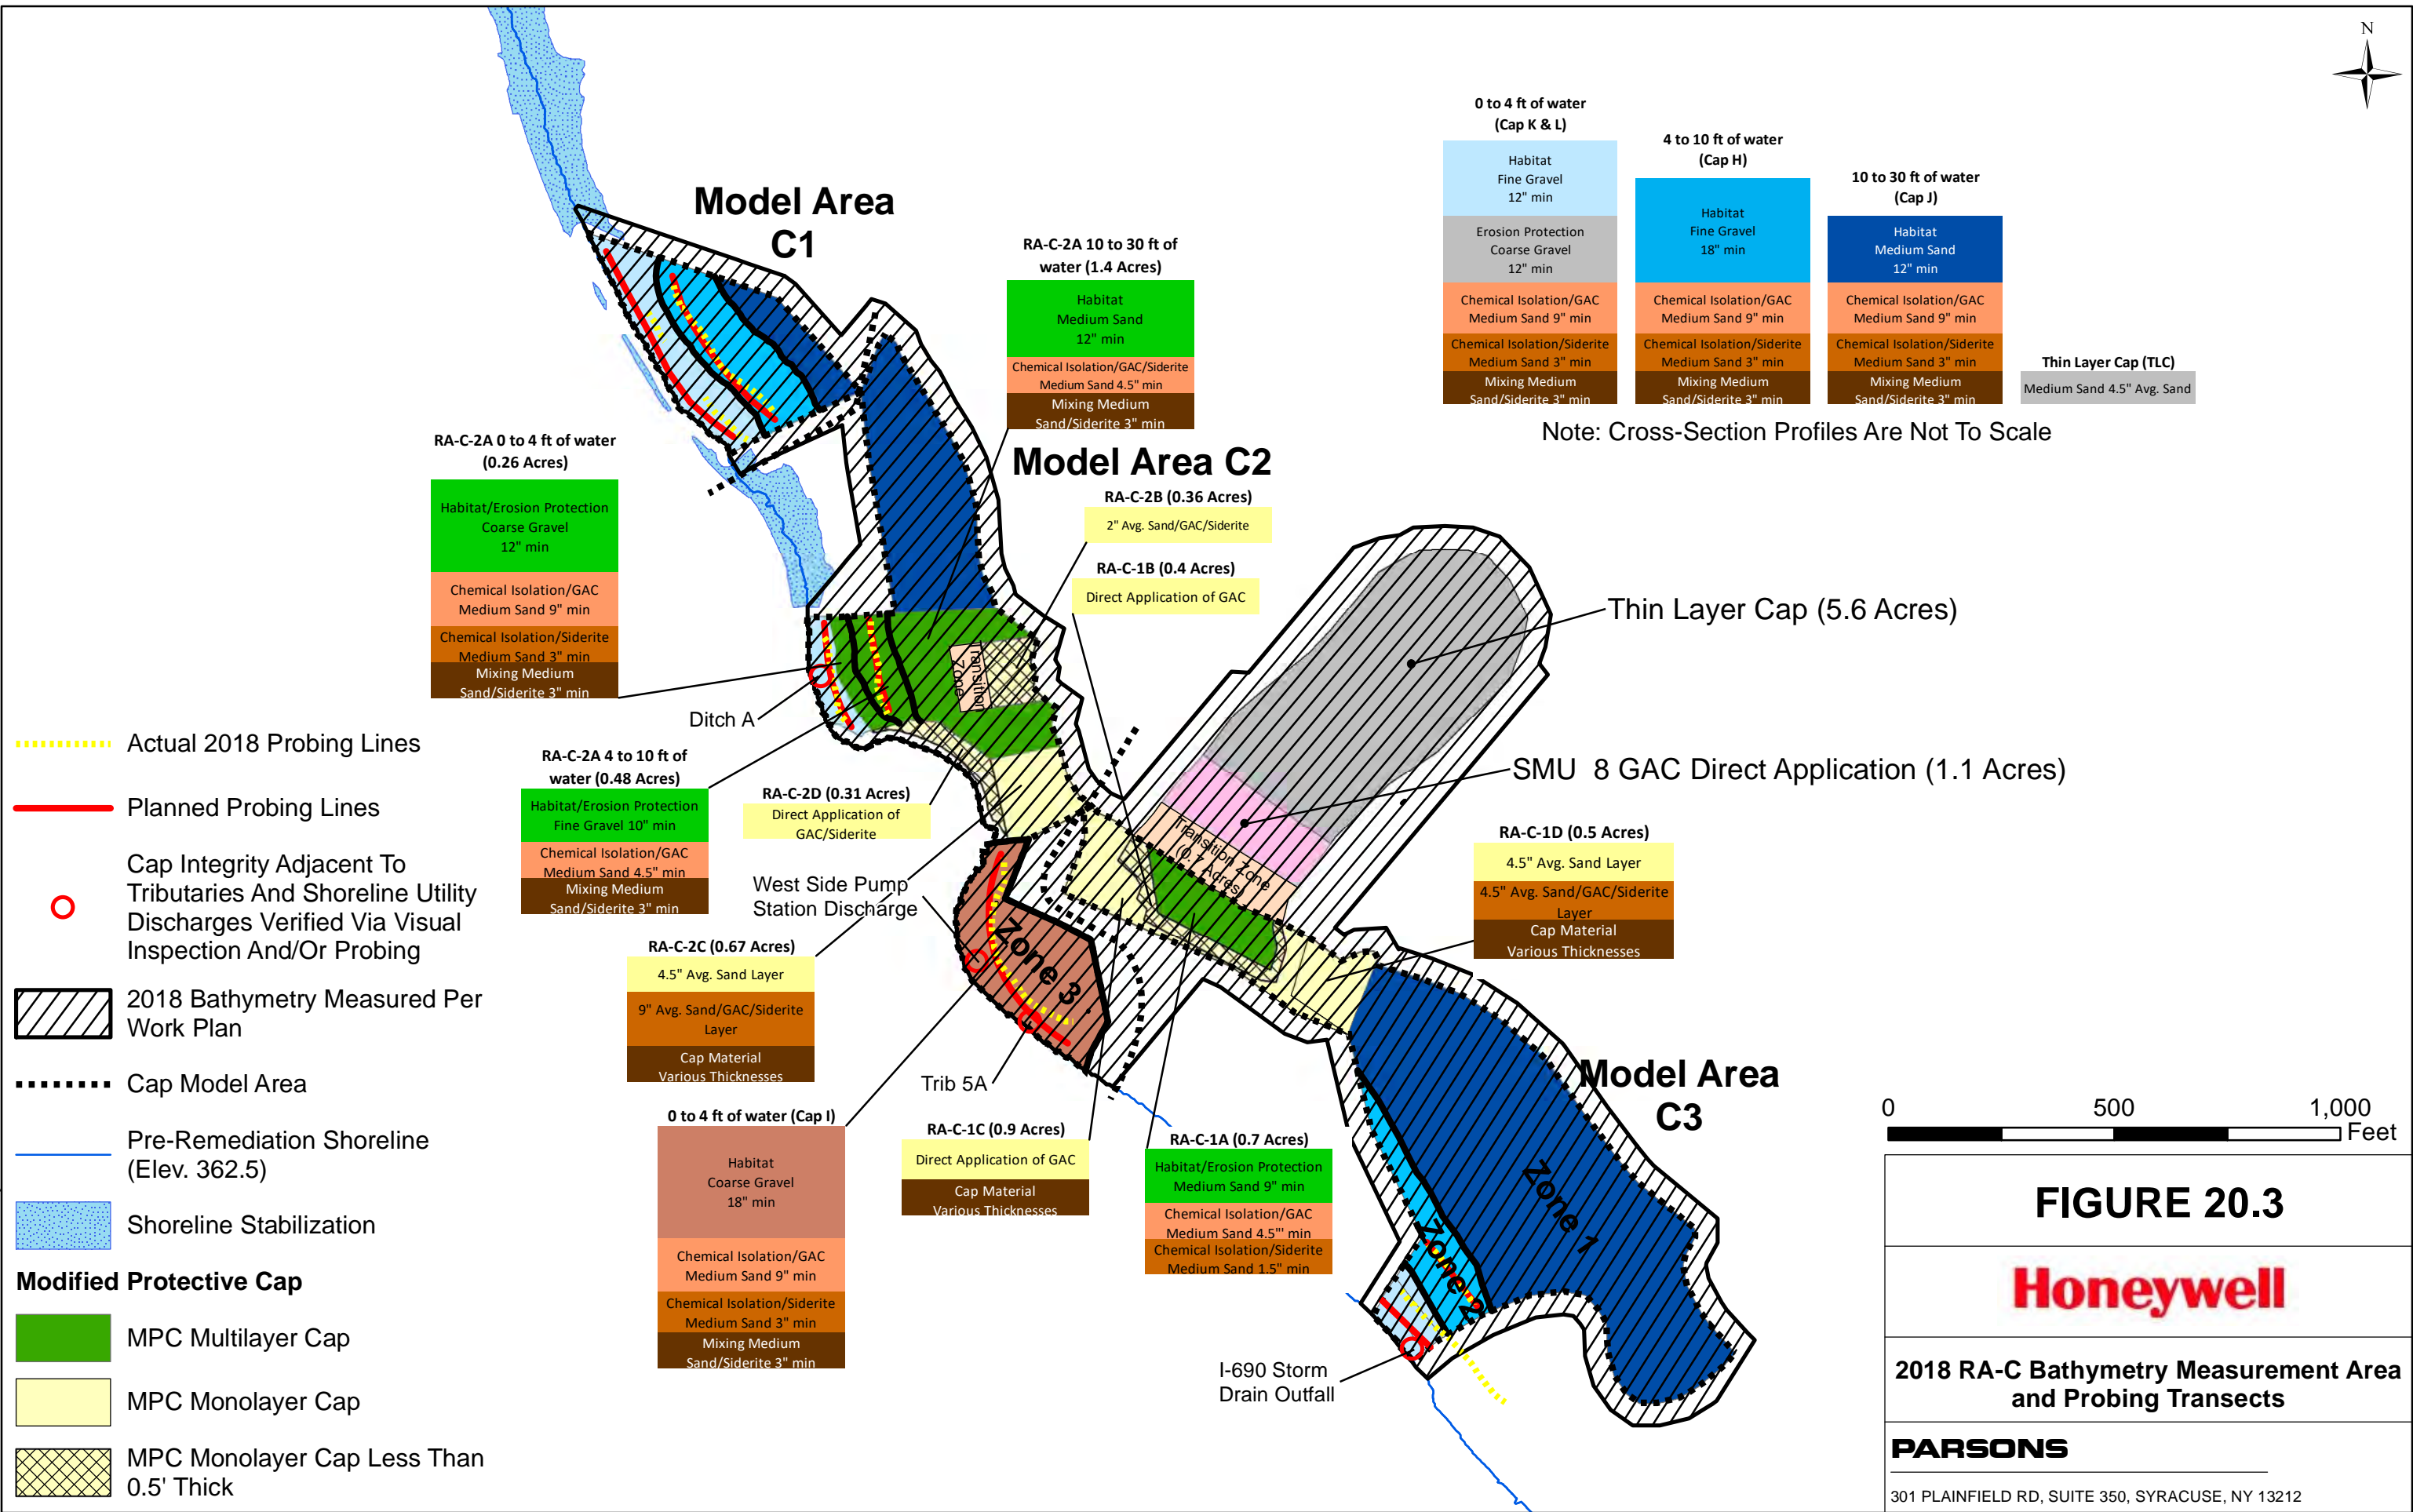 N
Model Area
C1
0 to 4 ft of water
(Cap K & L)
Habitat
Fine Gravel
12" min
Erosion Protection
Coarse Gravel
12" min
Chemical Isolation/GAC
Medium Sand 9" min
Chemical Isolation/Siderite
Medium Sand 3" min
Mixing Medium
Sand/Siderite 3" min
4 to 10 ft of water
(Cap H)
Habitat
Fine Gravel
18" min
Chemical Isolation/GAC
Medium Sand 9" min
Chemical Isolation/Siderite
Medium Sand 3" min
Mixing Medium
Sand/Siderite 3" min
10 to 30 ft of water
(Cap J)
Habitat
Medium Sand
12" min
Chemical Isolation/GAC
Medium Sand 9" min
Chemical Isolation/Siderite
Medium Sand 3" min
Mixing Medium
Sand/Siderite 3" min
Thin Layer Cap (TLC)
Medium Sand 4.5" Avg. Sand
Note: Cross-Section Profiles Are Not To Scale
RA-C-2A 10 to 30 ft of
water (1.4 Acres)
Habitat
Medium Sand
12" min
Chemical Isolation/GAC/Siderite
Medium Sand 4.5" min
Mixing Medium
Sand/Siderite 3" min
Model Area C2
RA-C-2A 0 to 4 ft of water
(0.26 Acres)
Habitat/Erosion Protection
Coarse Gravel
12" min
Chemical Isolation/GAC
Medium Sand 9" min
Chemical Isolation/Siderite
Medium Sand 3" min
Mixing Medium
Sand/Siderite 3" min
RA-C-2B (0.36 Acres)
2" Avg. Sand/GAC/Siderite
RA-C-1B (0.4 Acres)
Direct Application of GAC
Thin Layer Cap (5.6 Acres)
Transition
Zone
Ditch A
SMU 8 GAC Direct Application (1.1 Acres)
RA-C-2A 4 to 10 ft of
water (0.48 Acres)
Habitat/Erosion Protection
Fine Gravel 10" min
Chemical Isolation/GAC
Medium Sand 4.5" min
Mixing Medium
Sand/Siderite 3" min
RA-C-2D (0.31 Acres)
Direct Application of
GAC/Siderite
Transition Zone
(0.7 Acres)
RA-C-1D (0.5 Acres)
4.5" Avg. Sand Layer
4.5" Avg. Sand/GAC/Siderite
Layer
Cap Material
Various Thicknesses
West Side Pump
Station Discharge
Zone 3
RA-C-2C (0.67 Acres)
4.5" Avg. Sand Layer
9" Avg. Sand/GAC/Siderite
Layer
Cap Material
Various Thicknesses
Trib 5A
0 to 4 ft of water (Cap I)
Habitat
Coarse Gravel
18" min
Chemical Isolation/GAC
Medium Sand 9" min
Chemical Isolation/Siderite
Medium Sand 3" min
Mixing Medium
Sand/Siderite 3" min
RA-C-1C (0.9 Acres)
Direct Application of GAC
Cap Material
Various Thicknesses
RA-C-1A (0.7 Acres)
Habitat/Erosion Protection
Medium Sand 9" min
Chemical Isolation/GAC
Medium Sand 4.5"' min
Chemical Isolation/Siderite
Medium Sand 1.5" min
Model Area
C3
Zone 1
Zone 2
I-690 Storm
Drain Outfall
Actual 2018 Probing Lines
Planned Probing Lines
Cap Integrity Adjacent To
Tributaries And Shoreline Utility
Discharges Verified Via Visual
Inspection And/Or Probing
2018 Bathymetry Measured Per
Work Plan
Cap Model Area
Pre-Remediation Shoreline
(Elev. 362.5)
Shoreline Stabilization
Modified Protective Cap
MPC Multilayer Cap
MPC Monolayer Cap
MPC Monolayer Cap Less Than
0.5' Thick
0 500 1,000
Feet
FIGURE 20.3
Honeywell
2018 RA-C Bathymetry Measurement Area
and Probing Transects
PARSONS
301 PLAINFIELD RD, SUITE 350, SYRACUSE, NY 13212